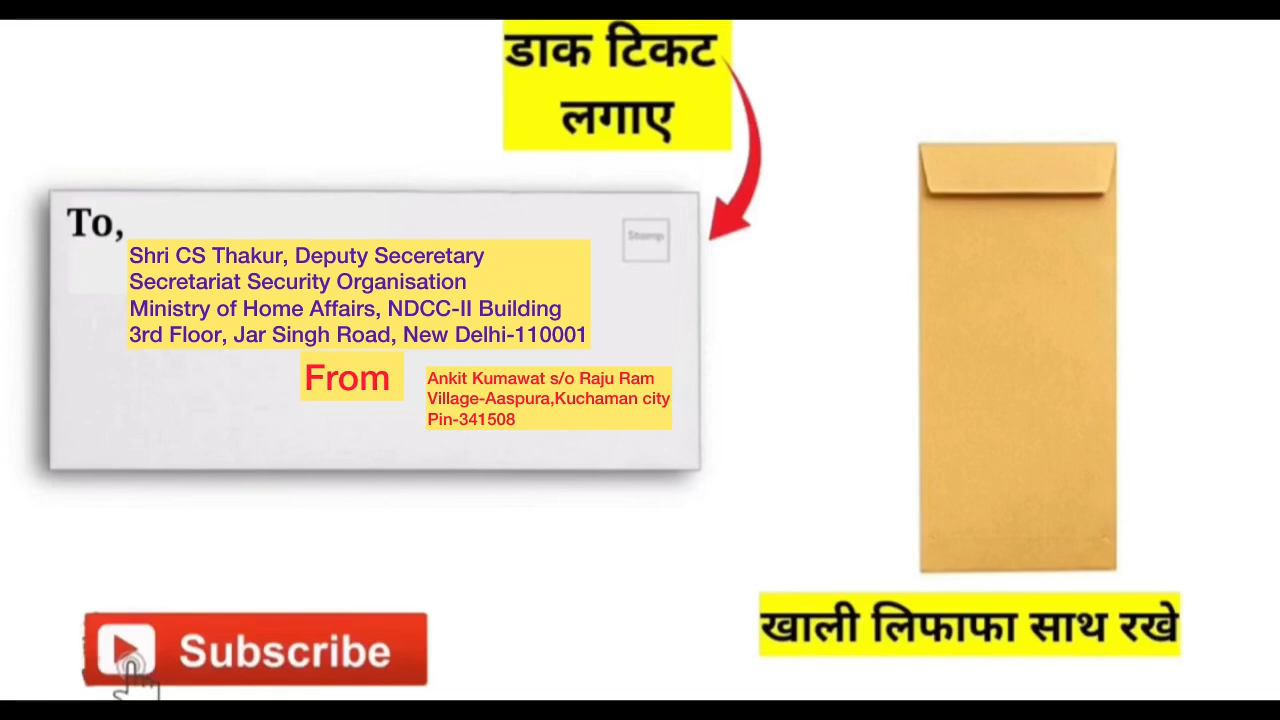 डाक टिकट
लगाए
To,
Stamp
Shri CS Thakur, Deputy Seceretary
Secretariat Security Organisation
Ministry of Home Affairs, NDCC-II Building
3rd Floor, Jar Singh Road, New Delhi-110001
From
Ankit Kumawat s/o Raju Ram
Village-Aaspura,Kuchaman city
Pin-341508
खाली लिफाफा साथ रखे
Subscribe